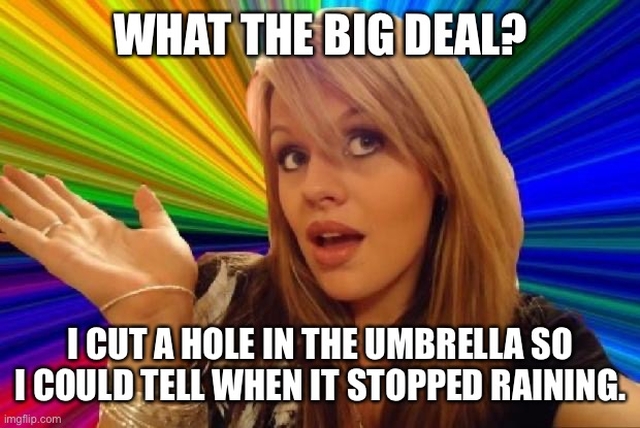 WHAT THE BIG DEAL?
I CUT A HOLE IN THE UMBRELLA SO
I COULD TELL WHEN IT STOPPED RAINING.
imgflip.com